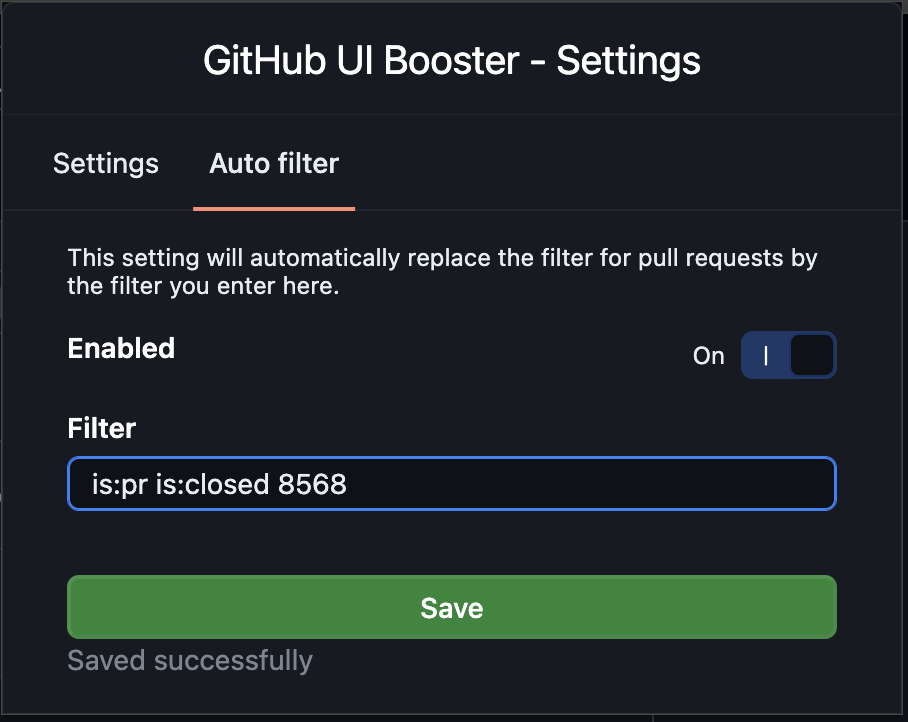 GitHub UI Booster - Settings
Settings
Auto filter
This setting will automatically replace the filter for pull requests by
the filter you enter here.
Enabled
On
Filter
is:pr is:closed 8568
Save
Saved successfully